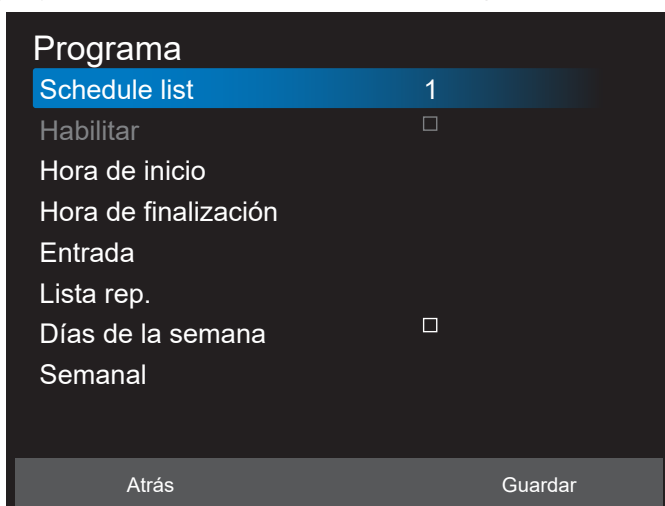 Programa
Schedule list 1
Habilitar
Hora de inicio
Hora de finalización
Entrada
Lista rep.
Días de la semana
Semanal
Atrás Guardar